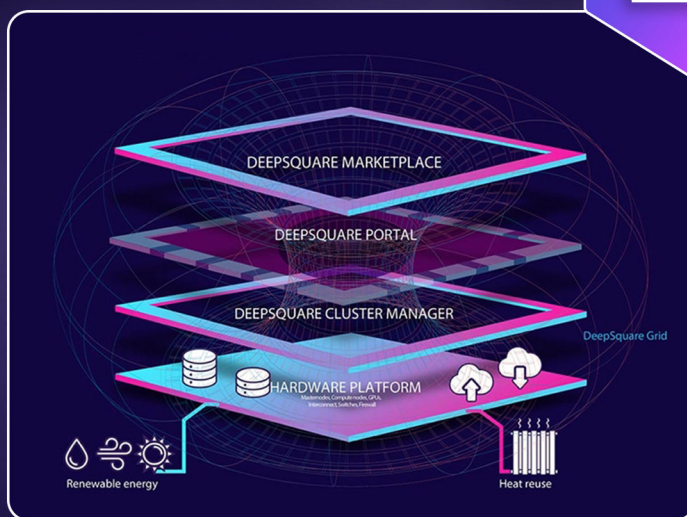 DEEPSQUARE MARKETPLACE
DEEPSQUARE PORTAL
DEEPSQUARE CLUSTER MANAGER
DeepSquare Grid
HARDWARE PLATFORM
Masternodes, Compute nodes, GPUs,
Interconnect, Switches, Firewall
Renewable energy
Heat reuse